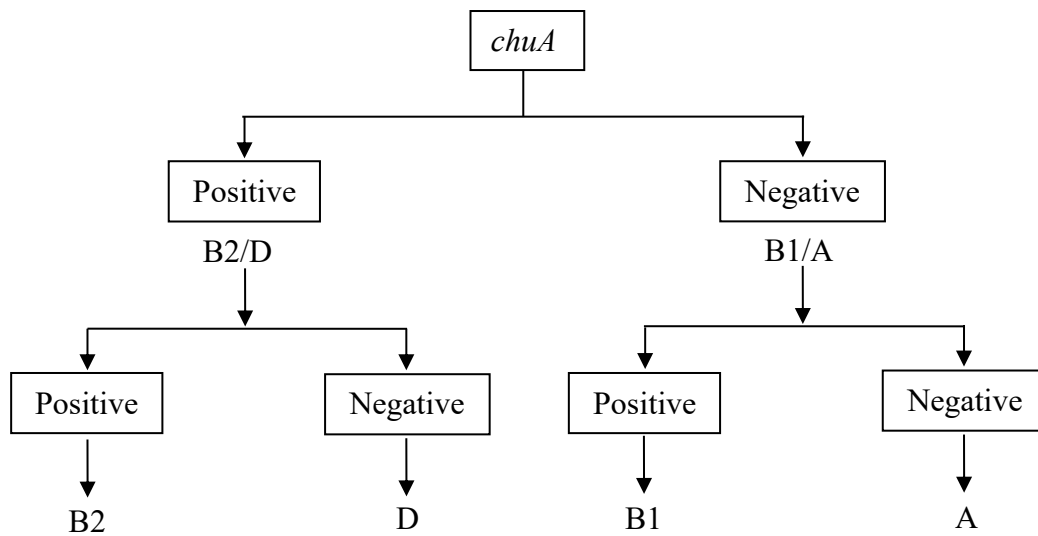 chuA
Positive
Negative
B2/D
B1/A
Positive
Negative
Positive
Negative
B2
D
B1
A